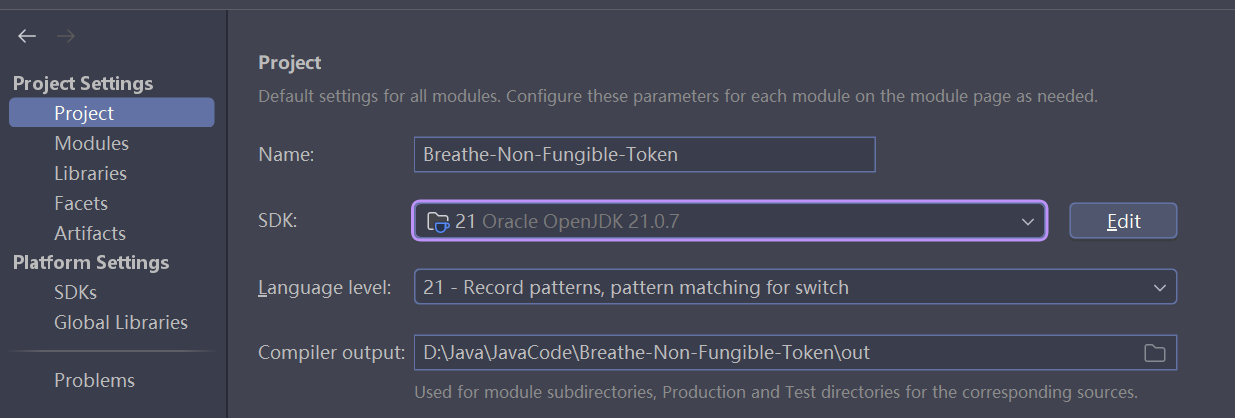 Project Settings
Project
Modules
Libraries
Facets
Artifacts
Platform Settings
SDKs
Global Libraries
Problems
Project
Default settings for all modules. Configure these parameters for each module on the module page as needed.
Name: Breathe-Non-Fungible-Token
SDK: 21 Oracle OpenJDK 21.0.7 Edit
Language level: 21 - Record patterns, pattern matching for switch
Compiler output: D:\Java\JavaCode\Breathe-Non-Fungible-Token\out
Used for module subdirectories, Production and Test directories for the corresponding sources.